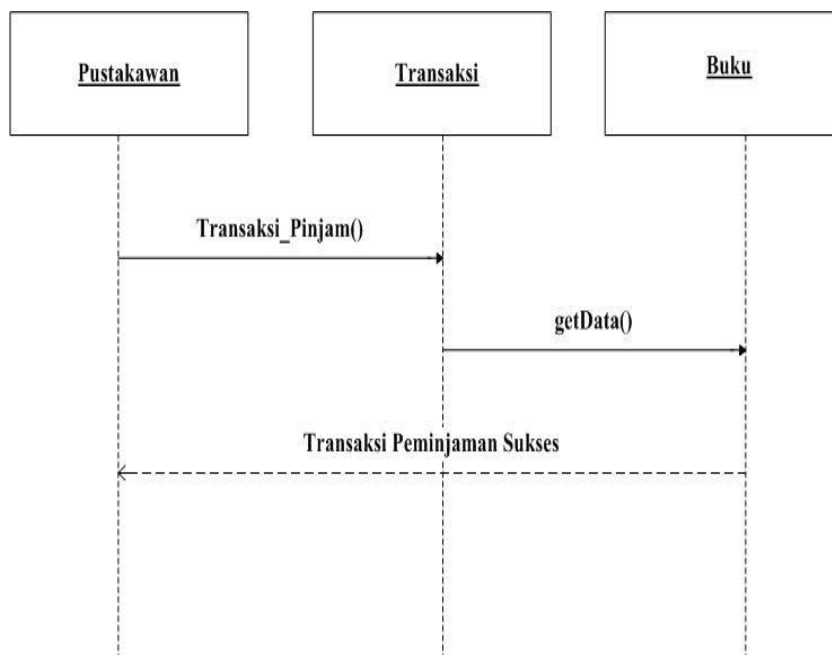 Pustakawan
Transaksi
Buku
Transaksi_Pinjam()
getData()
Transaksi Peminjaman Sukses